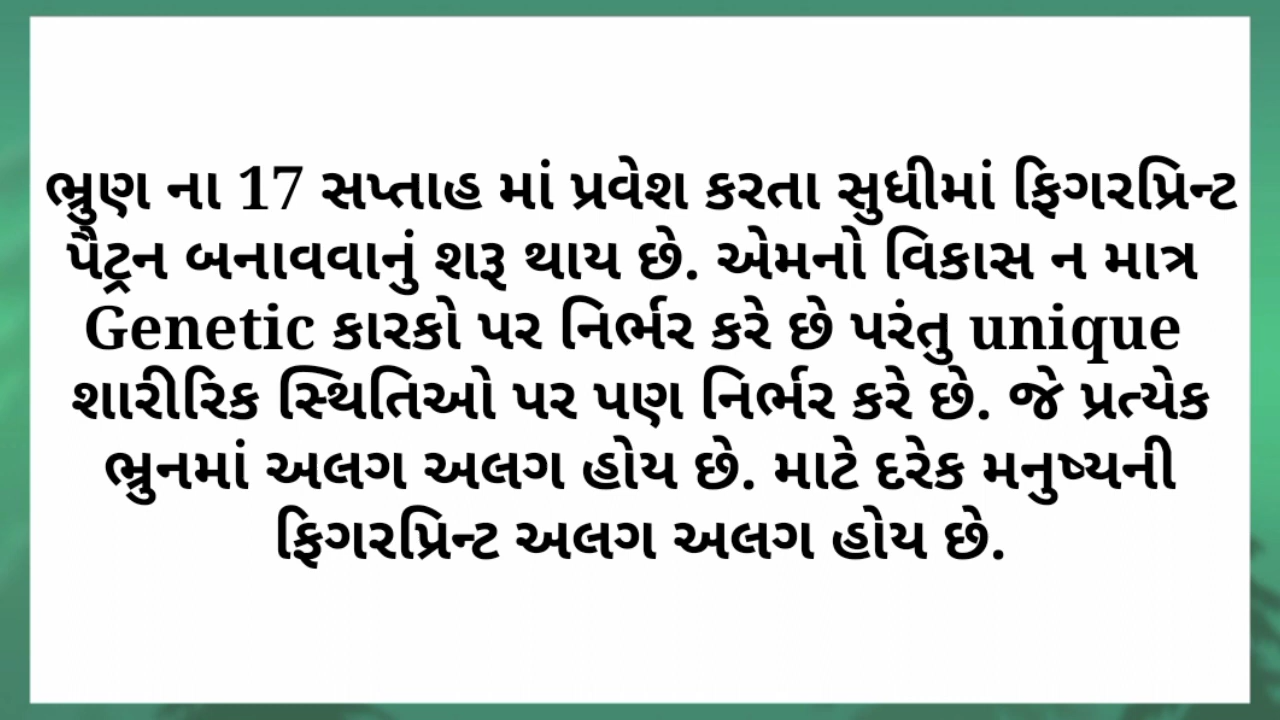 ભ્રુણ ના 17 સપ્તાહ માં પ્રવેશ કરતા સુધીમાં ફિગરપ્રિન્ટ
પૈટ્રન બનાવવાનું શરૂ થાય છે. એમનો વિકાસ ન માત્ર
Genetic કારકો પર નિર્ભર કરે છે પરંતુ unique
શારીરિક સ્થિતિઓ પર પણ નિર્ભર કરે છે. જે પ્રત્યેક
ભ્રુનમાં અલગ અલગ હોય છે. માટે દરેક મનુષ્યની
ફિગરપ્રિન્ટ અલગ અલગ હોય છે.